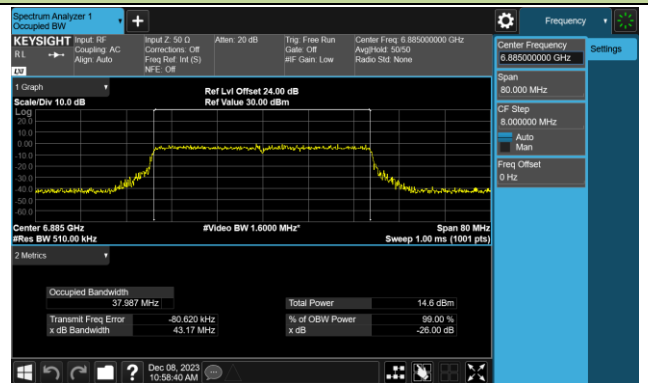 Spectrum Analyzer 1
Occupied BW
Frequency
KEYSIGHT
RL
LXI
Input: RF
Coupling: AC
Align: Auto
Input Z: 50 Ω
Corrections: Off
Freq Ref: Int (S)
NFE: Off
Atten: 20 dB
Trig: Free Run
Gate: Off
#IF Gain: Low
Center Freq: 6.885000000 GHz
Avg|Hold: 50/50
Radio Std: None
Center Frequency
6.885000000 GHz
Settings
Span
80.000 MHz
CF Step
8.000000 MHz
Auto
Man
Freq Offset
0 Hz
1 Graph
Scale/Div 10.0 dB
Ref Lvl Offset 24.00 dB
Ref Value 30.00 dBm
Log
20.0
10.0
0.00
-10.0
-20.0
-30.0
-40.0
-50.0
-60.0
Center 6.885 GHz
#Res BW 510.00 kHz
#Video BW 1.6000 MHz*
Span 80 MHz
Sweep 1.00 ms (1001 pts)
2 Metrics
Occupied Bandwidth
37.987 MHz
Total Power 14.6 dBm
Transmit Freq Error -80.620 kHz
% of OBW Power 99.00 %
x dB Bandwidth 43.17 MHz
x dB -26.00 dB
?
Dec 08, 2023
10:58:40 AM